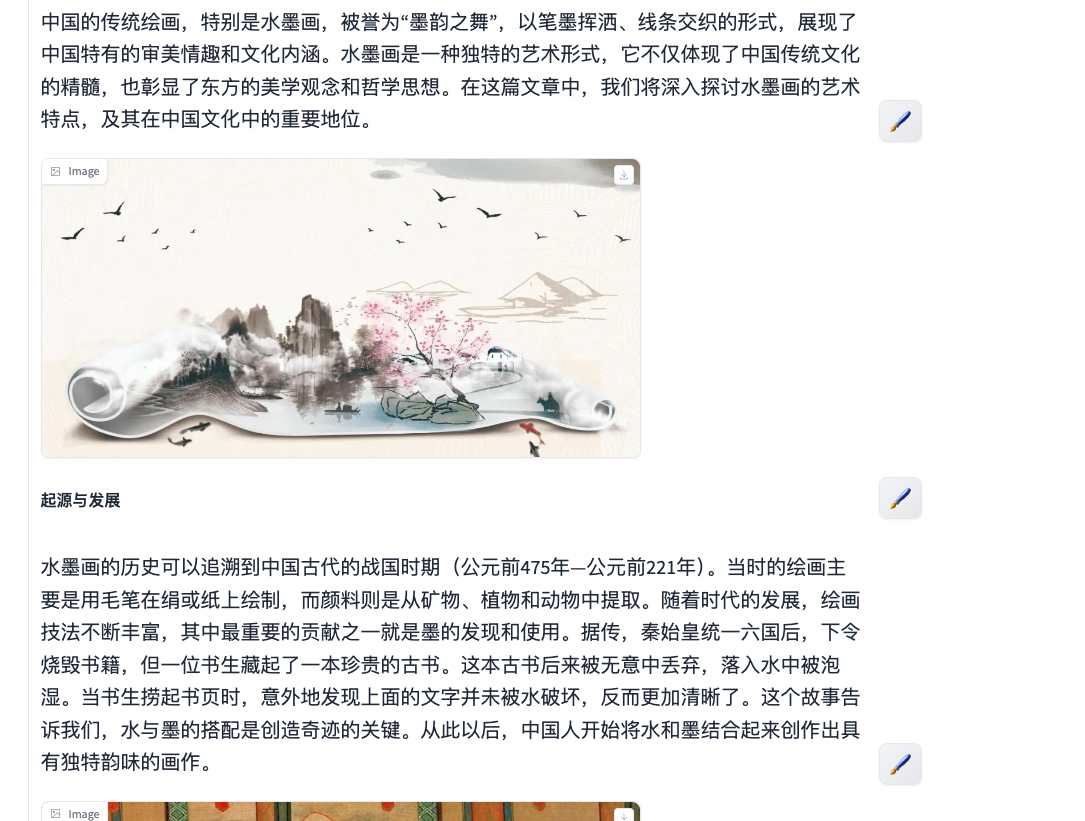 中国的传统绘画，特别是水墨画，被誉为“墨韵之舞”，以笔墨挥洒、线条交织的形式，展现了
中国特有的审美情趣和文化内涵。水墨画是一种独特的艺术形式，它不仅体现了中国传统文化
的精髓，也彰显了东方的美学观念和哲学思想。在这篇文章中，我们将深入探讨水墨画的艺术
特点，及其在中国文化中的重要地位。
Image
起源与发展
水墨画的历史可以追溯到中国古代的战国时期（公元前475年—公元前221年）。当时的绘画主
要是用毛笔在绢或纸上绘制，而颜料则是从矿物、植物和动物中提取。随着时代的发展，绘画
技法不断丰富，其中最重要的贡献之一就是墨的发现和使用。据传，秦始皇统一六国后，下令
烧毁书籍，但一位书生藏起了一本珍贵的古书。这本古书后来被无意中丢弃，落入水中被泡
湿。当书生捞起书页时，意外地发现上面的文字并未被水破坏，反而更加清晰了。这个故事告
诉我们，水与墨的搭配是创造奇迹的关键。从此以后，中国人开始将水和墨结合起来创作出具
有独特韵味的画作。
Image